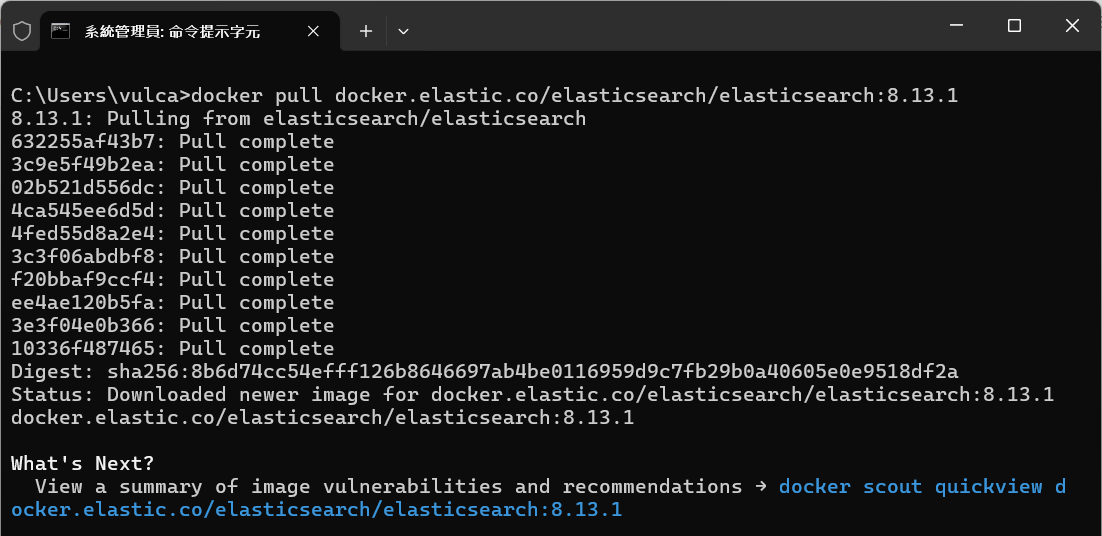 系統管理員: 命令提示字元
C:\Users\vulca>docker pull docker.elastic.co/elasticsearch/elasticsearch:8.13.1
8.13.1: Pulling from elasticsearch/elasticsearch
632255af43b7: Pull complete
3c9e5f49b2ea: Pull complete
02b521d556dc: Pull complete
4ca545ee6d5d: Pull complete
4fed55d8a2e4: Pull complete
3c3f06abdbf8: Pull complete
f20bbaf9ccf4: Pull complete
ee4ae120b5fa: Pull complete
3e3f04e0b366: Pull complete
10336f487465: Pull complete
Digest: sha256:8b6d74cc54efff126b8646697ab4be0116959d9c7fb29b0a40605e0e9518df2a
Status: Downloaded newer image for docker.elastic.co/elasticsearch/elasticsearch:8.13.1
docker.elastic.co/elasticsearch/elasticsearch:8.13.1
What's Next?
View a summary of image vulnerabilities and recommendations → docker scout quickview d
ocker.elastic.co/elasticsearch/elasticsearch:8.13.1